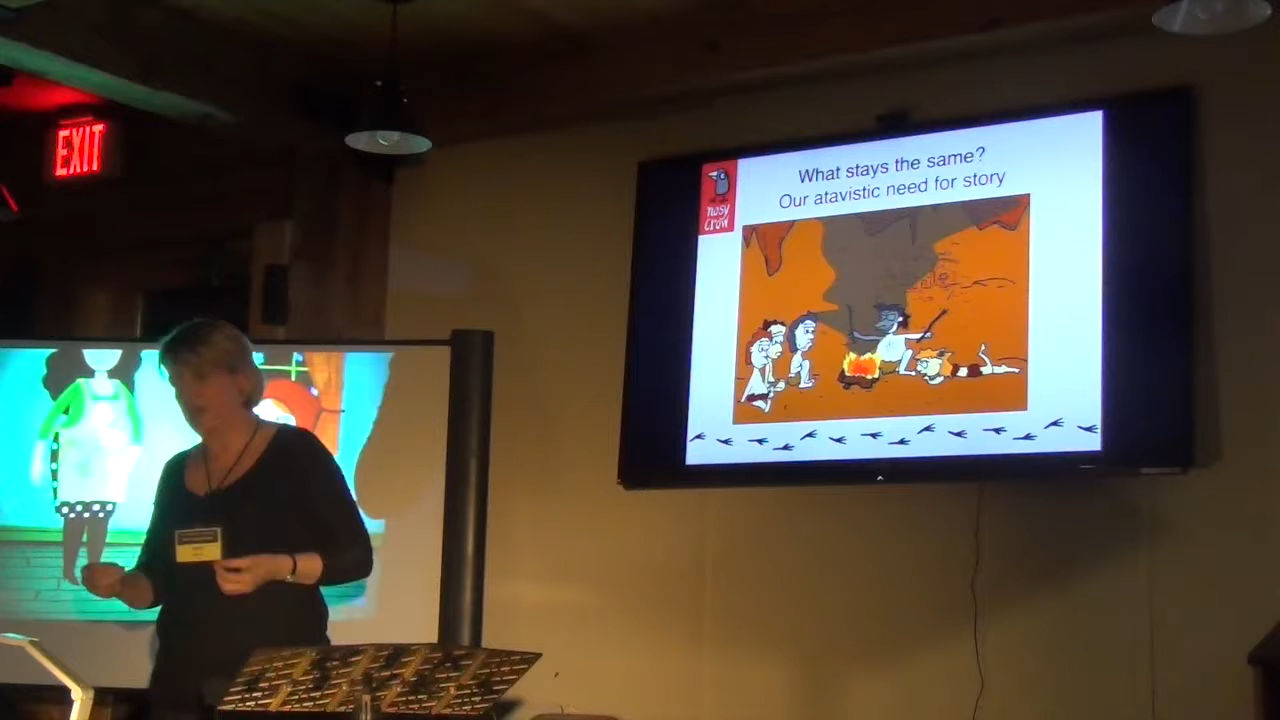 EXIT
What stays the same?
Our atavistic need for story
nosy
crow